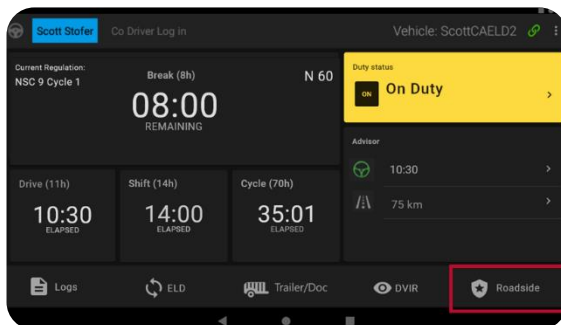 Scott Stofer
Co Driver Log in
Vehicle: ScottCAELD2
Current Regulation:
NSC 9 Cycle 1
Break (8h)
N 60
08:00
REMAINING
Duty status
ON
On Duty
Advisor
10:30
75 km
Drive (11h)
10:30
ELAPSED
Shift (14h)
14:00
ELAPSED
Cycle (70h)
35:01
ELAPSED
Logs
ELD
Trailer/Doc
DVIR
Roadside